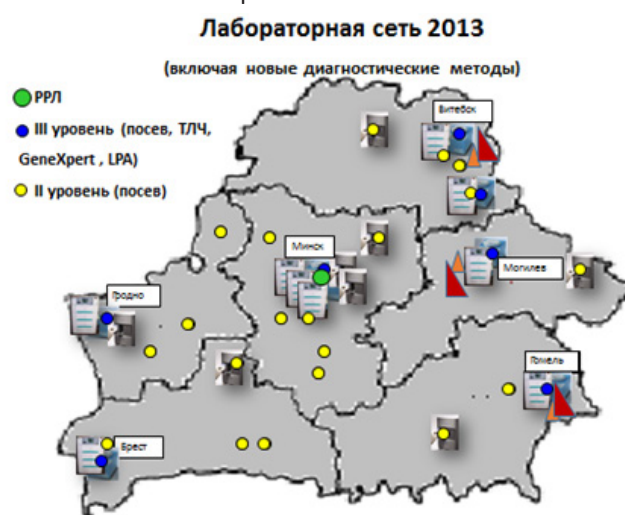 Лабораторная сеть 2013
(включая новые диагностические методы)
РРЛ
III уровень (посев, ТЛЧ,
GeneXpert , LPA)
II уровень (посев)
Витебск
Минск
Могилев
Гродно
Гомель
Брест